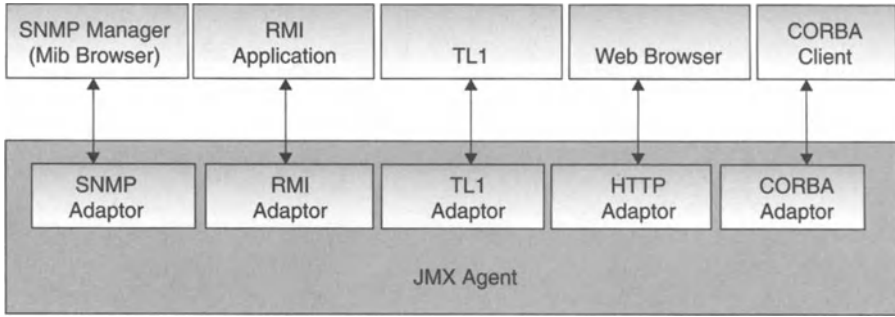 SNMP Manager
(Mib Browser)
RMI
Application
TL1
Web Browser
CORBA
Client
SNMP
Adaptor
RMI
Adaptor
TL1
Adaptor
HTTP
Adaptor
CORBA
Adaptor
JMX Agent